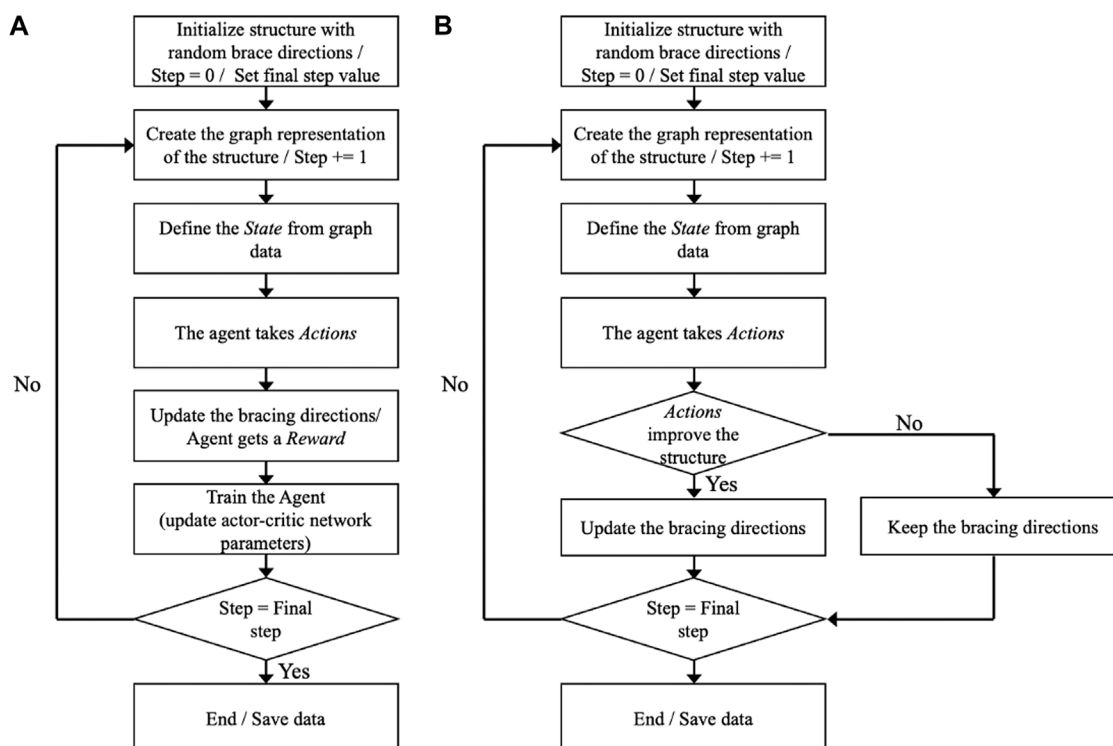 A
Initialize structure with
random brace directions /
Step = 0 /  Set final step value
Create the graph representation
of the structure / Step += 1
Define the State from graph
data
The agent takes Actions
No
Update the bracing directions/
Agent gets a Reward
Train the Agent
(update actor-critic network
parameters)
Step = Final
step
Yes
End / Save data
B
Initialize structure with
random brace directions /
Step = 0 /  Set final step value
Create the graph representation
of the structure / Step += 1
Define the State from graph
data
The agent takes Actions
No
Actions
improve the
structure
No
Yes
Update the bracing directions
Keep the bracing directions
Step = Final
step
End / Save data